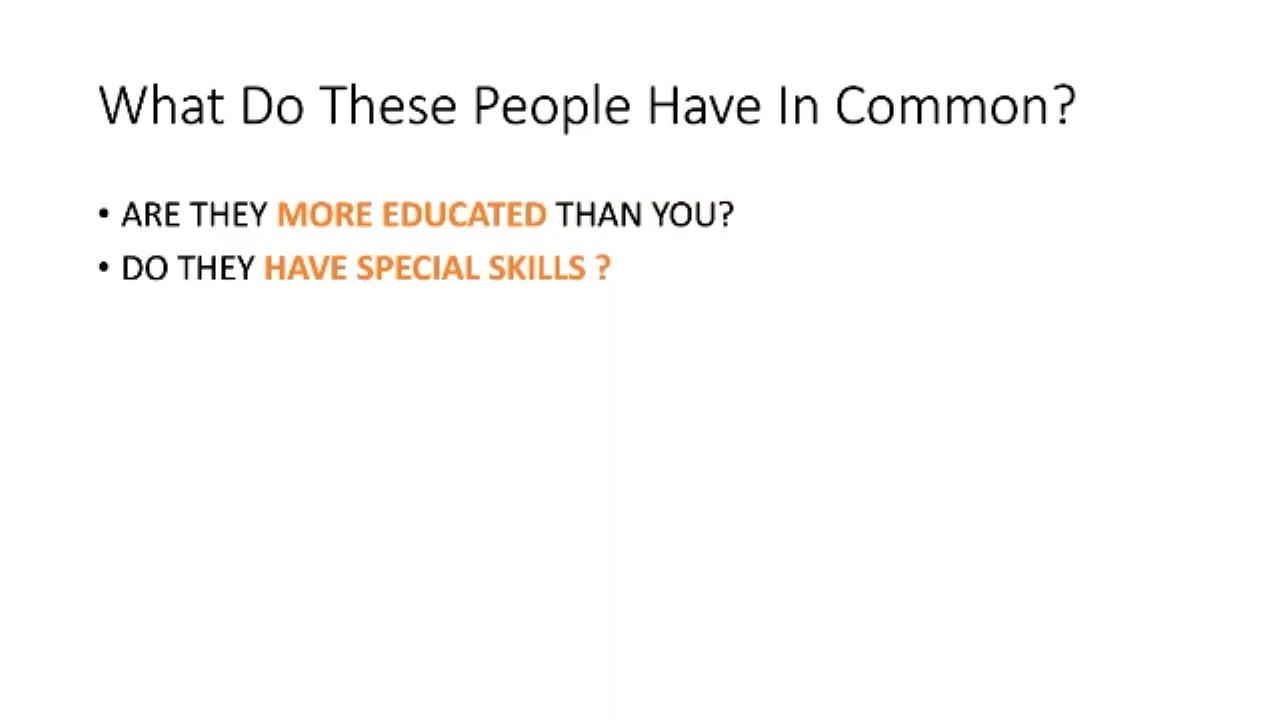 What Do These People Have In Common?
• ARE THEY MORE EDUCATED THAN YOU?
• DO THEY HAVE SPECIAL SKILLS ?